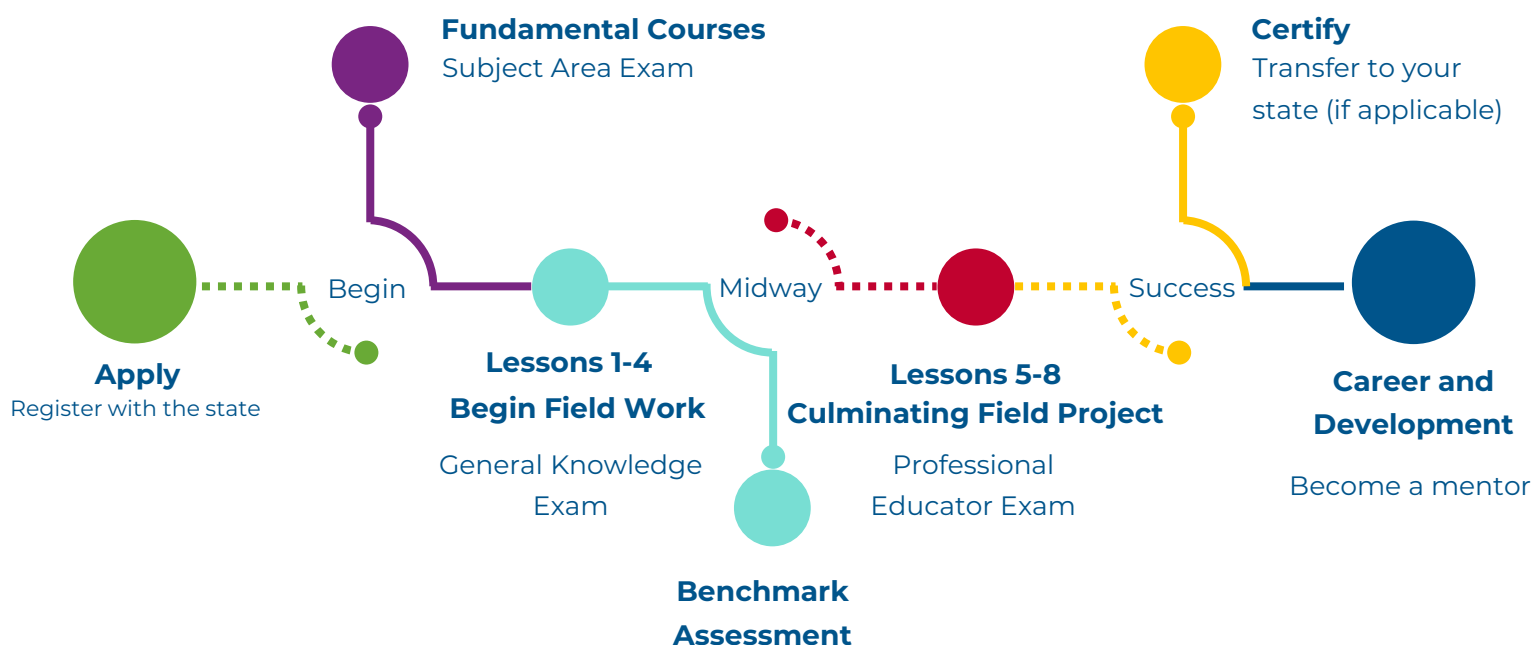 Fundamental Courses
Subject Area Exam
Certify
Transfer to your
state (if applicable)
Begin
Midway
Success
Apply
Register with the state
Lessons 1-4
Begin Field Work
General Knowledge
Exam
Lessons 5-8
Culminating Field Project
Professional
Educator Exam
Career and
Development
Become a mentor
Benchmark
Assessment